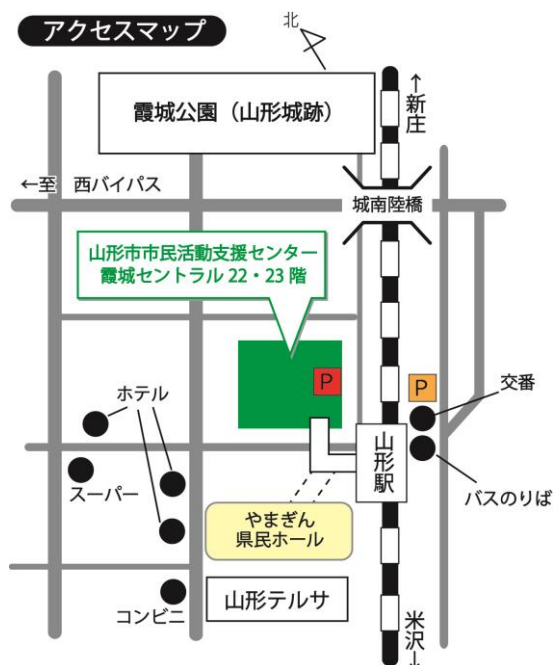 アクセスマップ
北
霞城公園（山形城跡）
↑新庄
←至　西バイパス
城南陸橋
山形市市民活動支援センター
霞城セントラル 22・23 階
P
P
交番
ホテル
山形駅
スーパー
バスのりば
やまぎん
県民ホール
山形テルサ
コンビニ
米沢↓